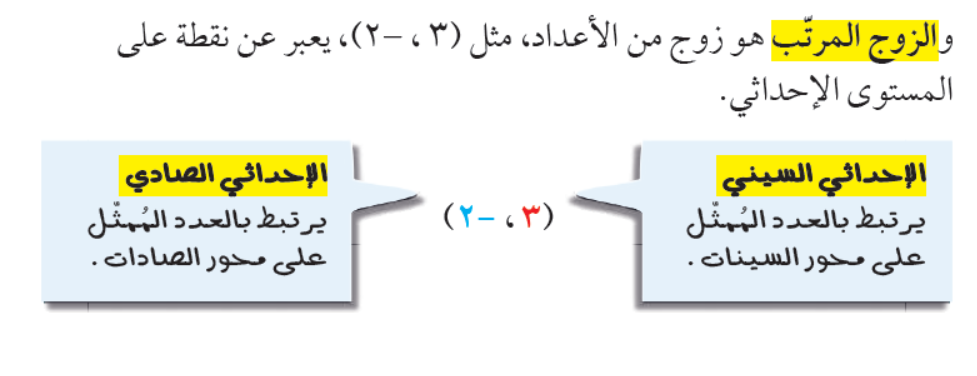 والزوج المرتّب هو زوج من الأعداد، مثل (٣ ، –٢)، يعبر عن نقطة على
المستوى الإحداثي.
الإحداثي السيني
يرتبط بالعدد المُمثّل
على محور السينات .
(٣ ، –٢)
الإحداثي الصادي
يرتبط بالعدد المُمثّل
على محور الصادات .